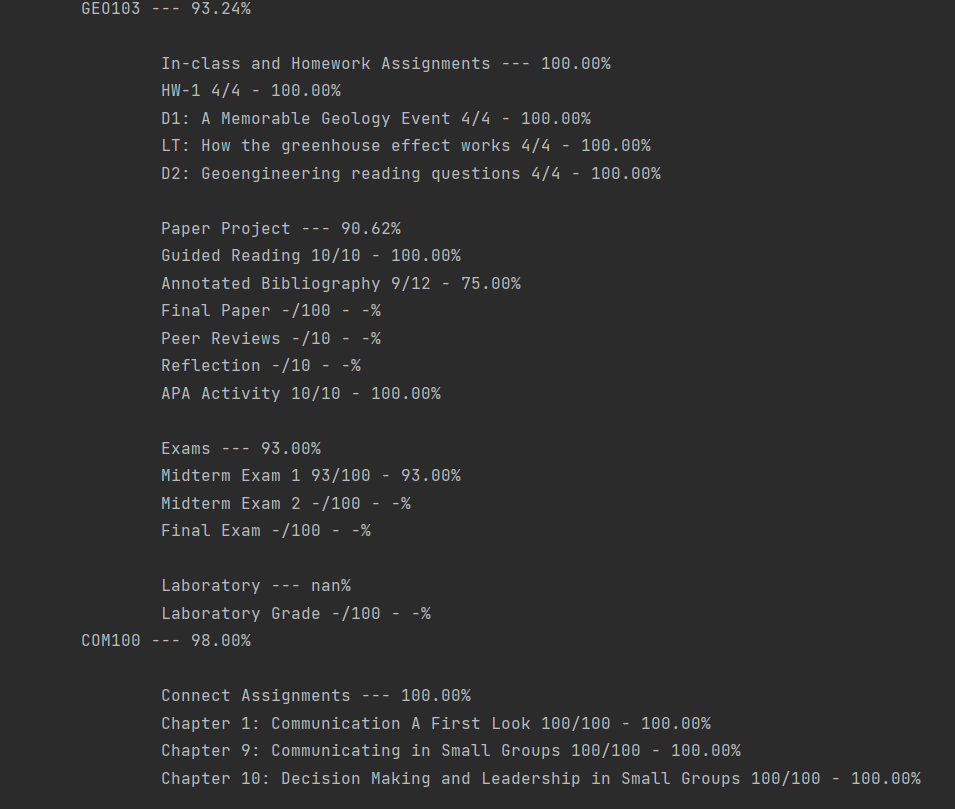 GEO103 --- 93.24%
In-class and Homework Assignments --- 100.00%
HW-1 4/4 - 100.00%
D1: A Memorable Geology Event 4/4 - 100.00%
LT: How the greenhouse effect works 4/4 - 100.00%
D2: Geoengineering reading questions 4/4 - 100.00%
Paper Project --- 90.62%
Guided Reading 10/10 - 100.00%
Annotated Bibliography 9/12 - 75.00%
Final Paper -/100 - -%
Peer Reviews -/10 - -%
Reflection -/10 - -%
APA Activity 10/10 - 100.00%
Exams --- 93.00%
Midterm Exam 1 93/100 - 93.00%
Midterm Exam 2 -/100 - -%
Final Exam -/100 - -%
Laboratory --- nan%
Laboratory Grade -/100 - -%
COM100 --- 98.00%
Connect Assignments --- 100.00%
Chapter 1: Communication A First Look 100/100 - 100.00%
Chapter 9: Communicating in Small Groups 100/100 - 100.00%
Chapter 10: Decision Making and Leadership in Small Groups 100/100 - 100.00%